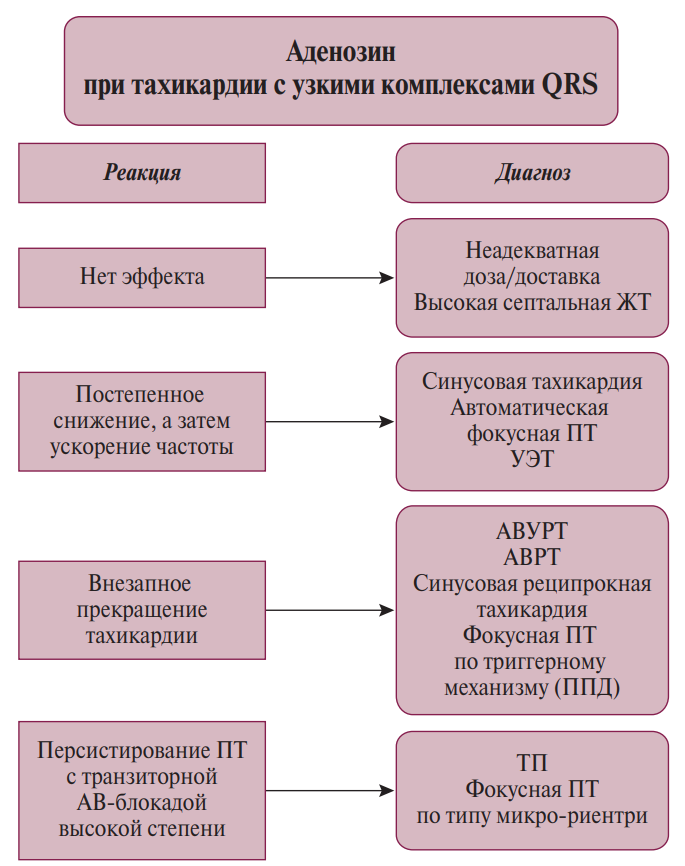 Аденозин
при тахикардии с узкими комплексами QRS
Реакция
Диагноз
Нет эффекта
Неадекватная
доза/доставка
Высокая септальная ЖТ
Постепенное
снижение, а затем
ускорение частоты
Синусовая тахикардия
Автоматическая
фокусная ПТ
УЭТ
Внезапное
прекращение
тахикардии
АВУРТ
АВРТ
Синусовая реципрокная
тахикардия
Фокусная ПТ
по триггерному
механизму (ППД)
Персистирование ПТ
с транзиторной
АВ-блокадой
высокой степени
ТП
Фокусная ПТ
по типу микро-риентри